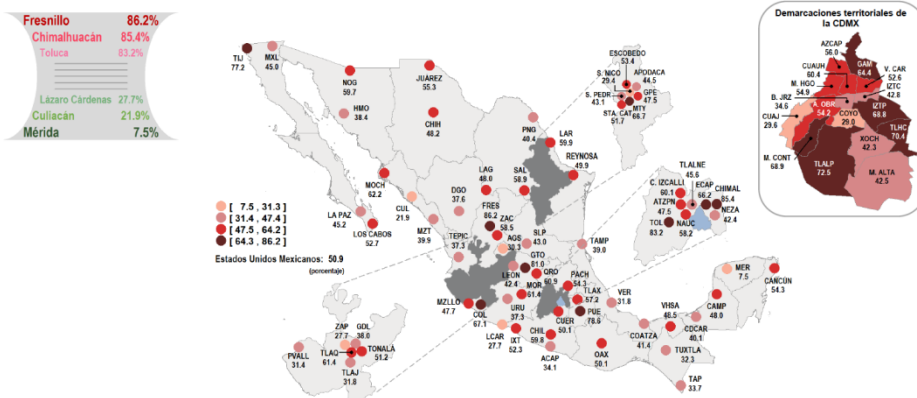 Fresnillo 86.2%
Chimalhuacán 85.4%
Toluca 83.2%
Lázaro Cárdenas 27.7%
Culiacán 21.9%
Mérida 7.5%
TIJ
77.2
MXL
45.0
NOG
59.7
HMO
38.4
JUÁREZ
55.3
CHIH
48.2
PNG
40.4
LAR
59.9
REYNOSA
49.9
MOCH
62.2
CUL
21.9
LA PAZ
45.2
LOS CABOS
52.7
MZT
39.9
DGO
37.6
LAG
48.0
SAL
58.9
FRES
86.2
ZAC
58.5
TEPIC
37.3
AGS
30.3
SLP
43.0
TAMP
39.0
GTO
61.0
LEÓN
42.4
QRO
60.9
MOR
61.4
PACH
54.3
TLAX
57.2
VER
31.8
MZLLO
47.7
COL
67.1
URU
37.3
LCAR
27.7
IXT
52.3
CUER
50.1
PUE
78.6
CHIL
59.8
ACAP
34.1
OAX
50.1
COATZA
41.4
VHSA
48.5
CDCAR
40.1
CAMP
48.0
MER
7.5
CANCÚN
54.3
TUXTLA
32.3
TAP
33.7
[ 7.5 , 31.3 ]
[ 31.4 , 47.4 ]
[ 47.5 , 64.2 ]
[ 64.3 , 86.2 ]
Estados Unidos Mexicanos: 50.9
(porcentaje)
ZAP
27.7
GDL
38.0
TONALÁ
51.2
PVALL
31.4
TLAQ
61.4
TLAJ
31.8
ESCOBEDO
53.4
S. NICO
29.4
APODACA
44.5
S. PEDR
43.1
GPE
47.5
STA. CAT
51.7
MTY
66.7
TLALNE
45.6
C. IZCALLI
60.1
ECAP
66.2
CHIMAL
85.4
ATZPN
47.5
NEZA
42.4
TOL
83.2
NAUC
58.2
Demarcaciones territoriales de
la CDMX
AZCAP
56.0
GAM
64.4
CUAUH
60.4
V. CAR
52.6
M. HGO
54.9
IZTC
42.8
B. JRZ
34.6
A. OBR
54.2
COYO
29.0
IZTP
68.8
CUAJ
29.6
TLHC
70.4
XOCH
42.3
M. CONT
68.9
TLALP
72.5
M. ALTA
42.5